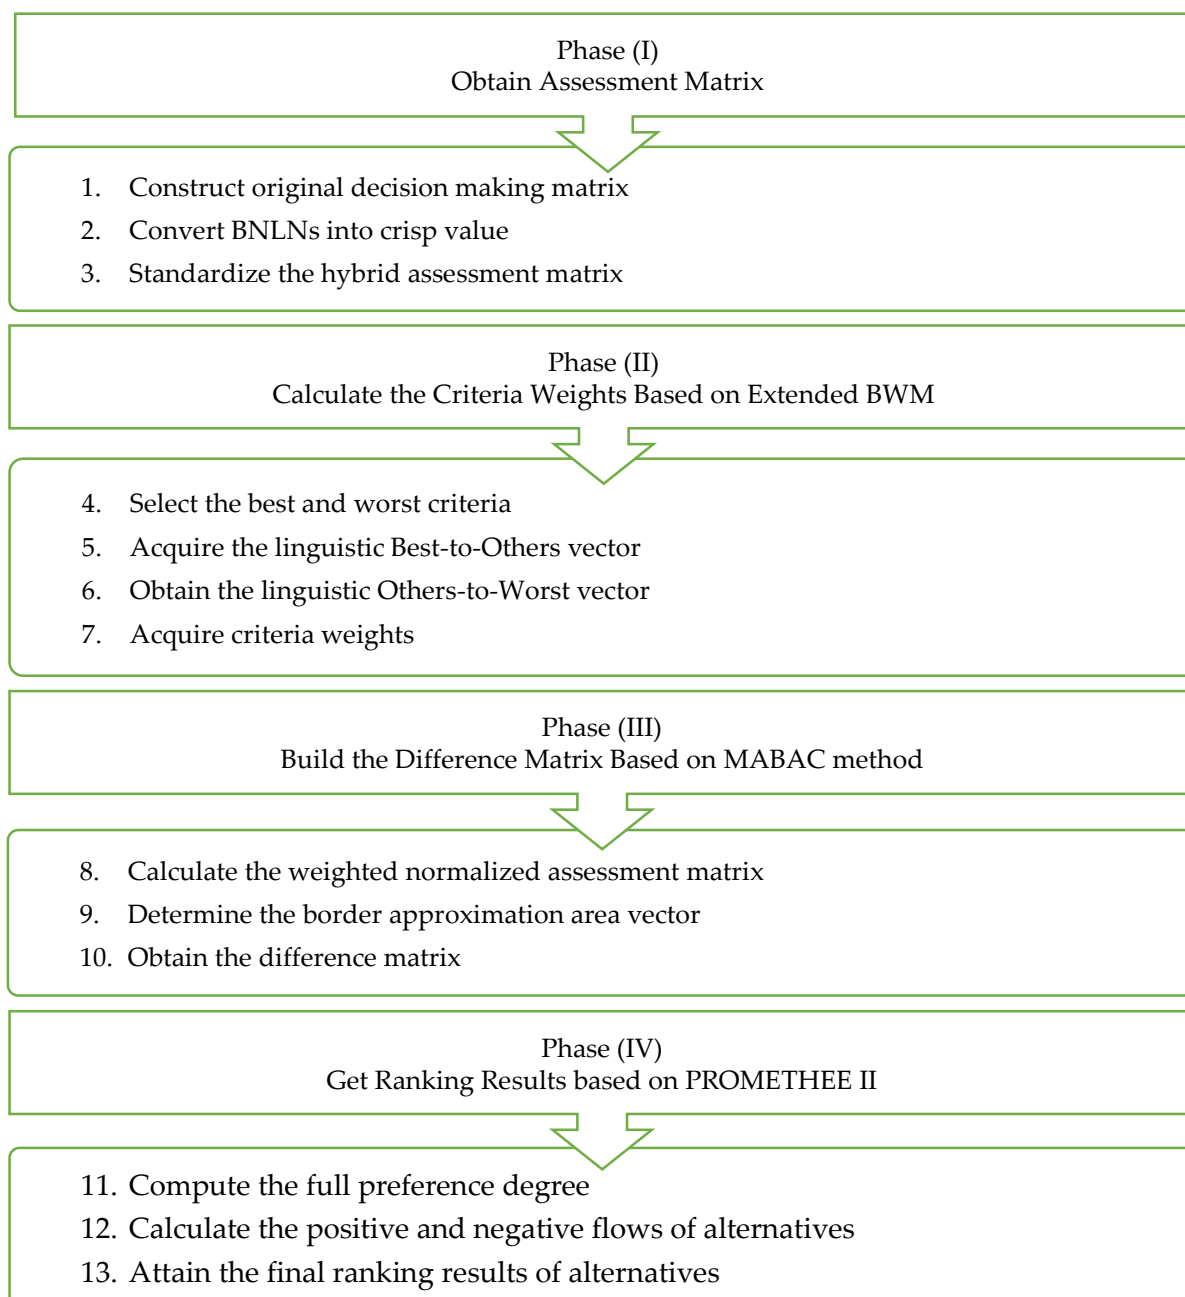 Phase (I)
Obtain Assessment Matrix
1. Construct original decision making matrix
2. Convert BNLNs into crisp value
3. Standardize the hybrid assessment matrix
Phase (II)
Calculate the Criteria Weights Based on Extended BWM
4. Select the best and worst criteria
5. Acquire the linguistic Best-to-Others vector
6. Obtain the linguistic Others-to-Worst vector
7. Acquire criteria weights
Phase (III)
Build the Difference Matrix Based on MABAC method
8. Calculate the weighted normalized assessment matrix
9. Determine the border approximation area vector
10. Obtain the difference matrix
Phase (IV)
Get Ranking Results based on PROMETHEE II
11. Compute the full preference degree
12. Calculate the positive and negative flows of alternatives
13. Attain the final ranking results of alternatives